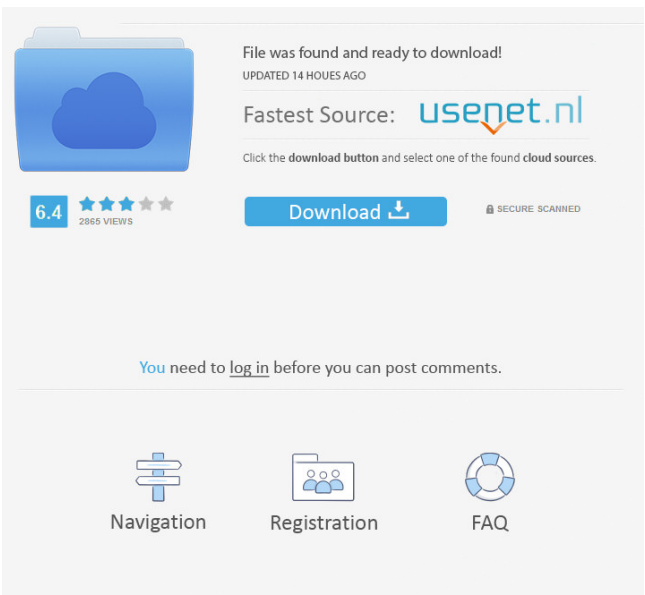 File was found and ready to download!
UPDATED 14 HOUES AGO
Fastest Source: usenet.nl
Click the download button and select one of the found cloud sources.
6.4
2865 VIEWS
Download
SECURE SCANNED
You need to log in before you can post comments.
Navigation
Registration
FAQ